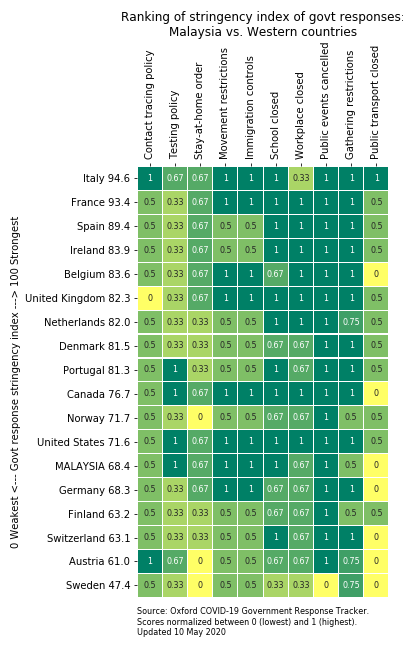 Ranking of stringency index of govt responses:
Malaysia vs. Western countries
Contact tracing policy
Testing policy
Stay-at-home order
Movement restrictions
Immigration controls
School closed
Workplace closed
Public events cancelled
Gathering restrictions
Public transport closed
0 Weakest <--- Govt response stringency index ---> 100 Strongest
Italy 94.6 1 0.67 0.67 1 1 1 0.33 1 1 1
France 93.4 0.5 0.33 0.67 1 1 1 1 1 1 0.5
Spain 89.4 0.5 0.33 0.67 0.5 0.5 1 1 1 1 0.5
Ireland 83.9 0.5 0.33 0.67 0.5 0.5 1 1 1 1 0.5
Belgium 83.6 0.5 0.33 0.67 1 1 0.67 1 1 1 0
United Kingdom 82.3 0 0.33 0.67 1 1 1 1 1 1 0.5
Netherlands 82.0 0.5 0.33 0.33 0.5 0.5 1 1 1 0.75 0.5
Denmark 81.5 0.5 0.33 0.33 0.5 0.5 0.67 0.67 1 1 0.5
Portugal 81.3 0.5 1 0.33 0.5 0.5 1 0.67 1 1 0.5
Canada 76.7 0.5 1 0.67 1 1 1 1 1 1 0
Norway 71.7 0.5 0.33 0 0.5 0.5 0.67 0.67 1 0.5 0.5
United States 71.6 0.5 1 0.67 1 1 1 1 1 1 0.5
MALAYSIA 68.4 0.5 1 0.67 1 1 1 0.67 1 0.5 0
Germany 68.3 0.5 0.33 0.67 1 1 0.67 0.67 1 1 0
Finland 63.2 0.5 0.33 0.33 0.5 0.5 0.67 0.67 1 0.5 0.5
Switzerland 63.1 0.5 0.33 0.33 0.5 0.5 1 0.67 1 1 0
Austria 61.0 1 0.67 0 0.5 0.5 0.67 0.67 1 0.75 0
Sweden 47.4 0.5 0.33 0 0.5 0.5 0.33 0.33 0 0.75 0
Source: Oxford COVID-19 Government Response Tracker.
Scores normalized between 0 (lowest) and 1 (highest).
Updated 10 May 2020